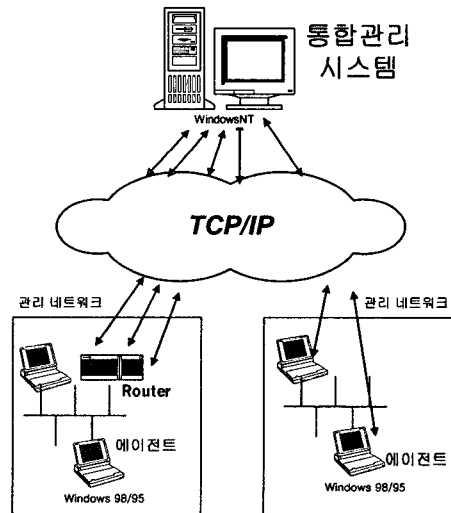 통합관리
시스템
WindowsNT
TCP/IP
관리 네트워크
관리 네트워크
Router
에이전트
에이전트
Windows 98/95
Windows 98/95